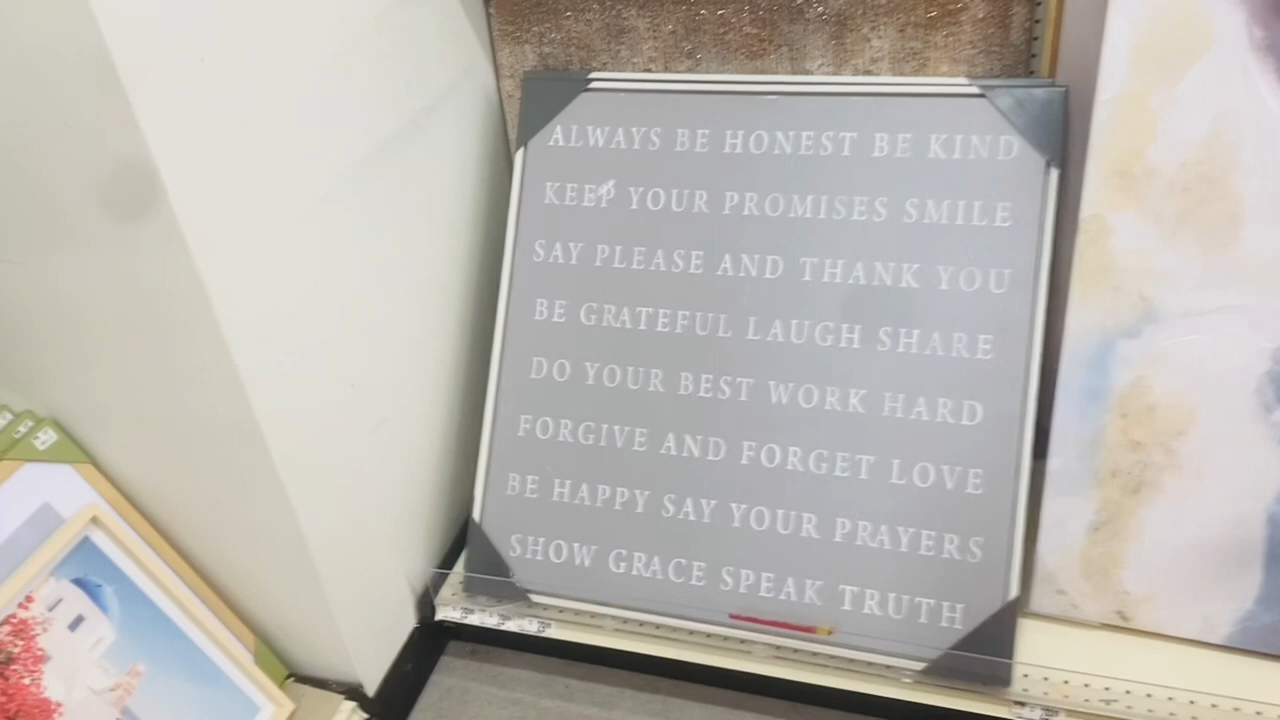 ALWAYS BE HONEST BE KIND
KEEP YOUR PROMISES SMILE
SAY PLEASE AND THANK YOU
BE GRATEFUL LAUGH SHARE
DO YOUR BEST WORK HARD
FORGIVE AND FORGET LOVE
BE HAPPY SAY YOUR PRAYERS
SHOW GRACE SPEAK TRUTH